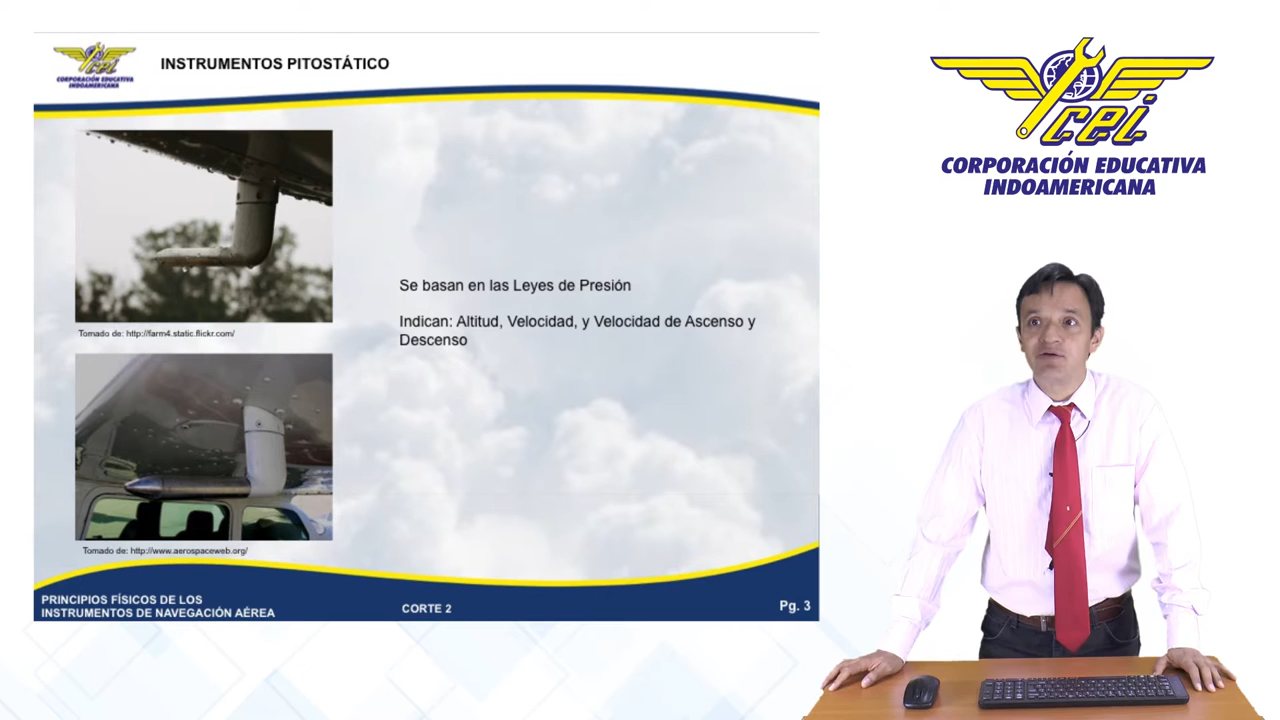 cei
CORPORACIÓN EDUCATIVA
INDOAMERICANA
INSTRUMENTOS PITOSTÁTICO
Tomado de: http://farm4.static.flickr.com/
Se basan en las Leyes de Presión
Indican: Altitud, Velocidad, y Velocidad de Ascenso y
Descenso
Tomado de: http://www.aerospaceweb.org/
PRINCIPIOS FÍSICOS DE LOS
INSTRUMENTOS DE NAVEGACIÓN AÉREA
CORTE 2
Pg. 3
cei
CORPORACIÓN EDUCATIVA
INDOAMERICANA